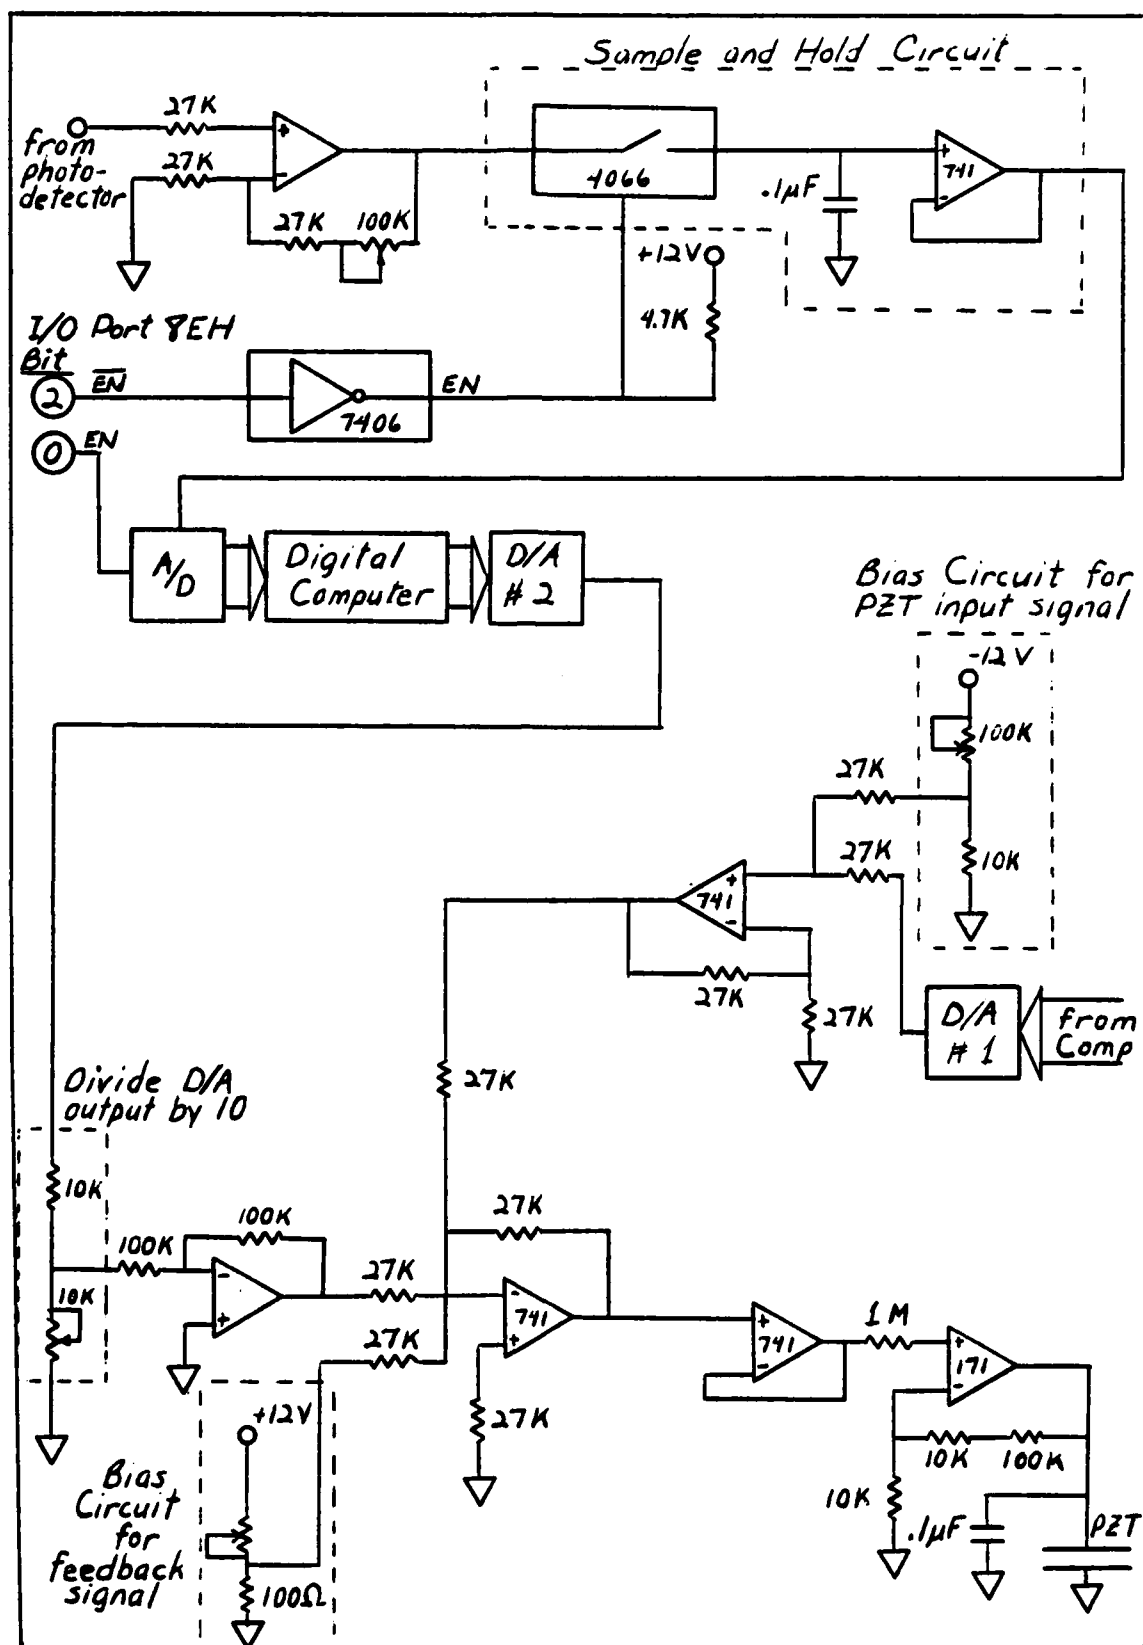 Sample and Hold Circuit
27K
from
photo-
detector
27K
+
-
27K
100K
4066
.1µF
+
741
-
+12V
4.7K
I/O Port 8EH
Bit
2
EN
7406
EN
0
EN
A/D
Digital
Computer
D/A
# 2
Bias Circuit for
PZT input signal
-12V
100K
27K
27K
10K
+
741
-
27K
27K
D/A
# 1
from
Comp
27K
Divide D/A
output by 10
10K
100K
100K
27K
10K
-
+
27K
-
741
+
27K
27K
+
741
-
1M
+
171
-
10K
100K
10K
.1µF
PZT
+12V
Bias
Circuit
for
feedback
signal
100Ω